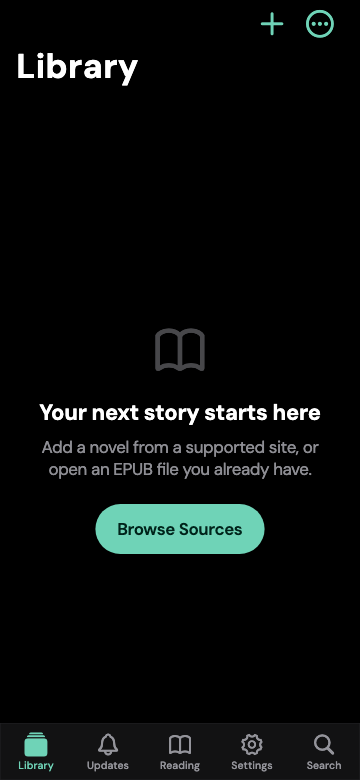 Library
Your next story starts here
Add a novel from a supported site, or
open an EPUB file you already have.
Browse Sources
Library
Updates
Reading
Settings
Search